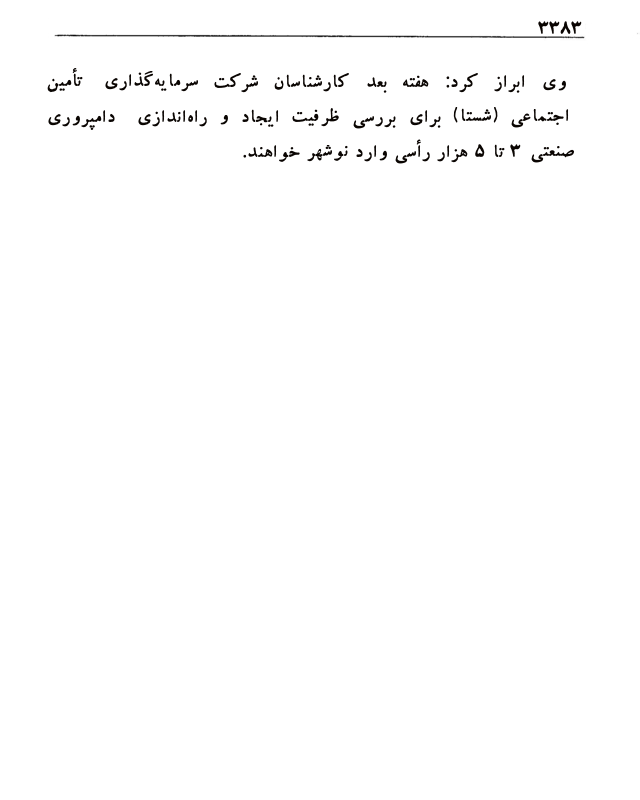 ۳۳۸۳
وی ابراز کرد: هفته بعد کارشناسان شرکت سرمایه‌گذاری تأمین
اجتماعی (شستا) برای بررسی ظرفیت ایجاد و راه‌اندازی دامپروری
صنعتی ۳ تا ۵ هزار رأسی وارد نوشهر خواهند.